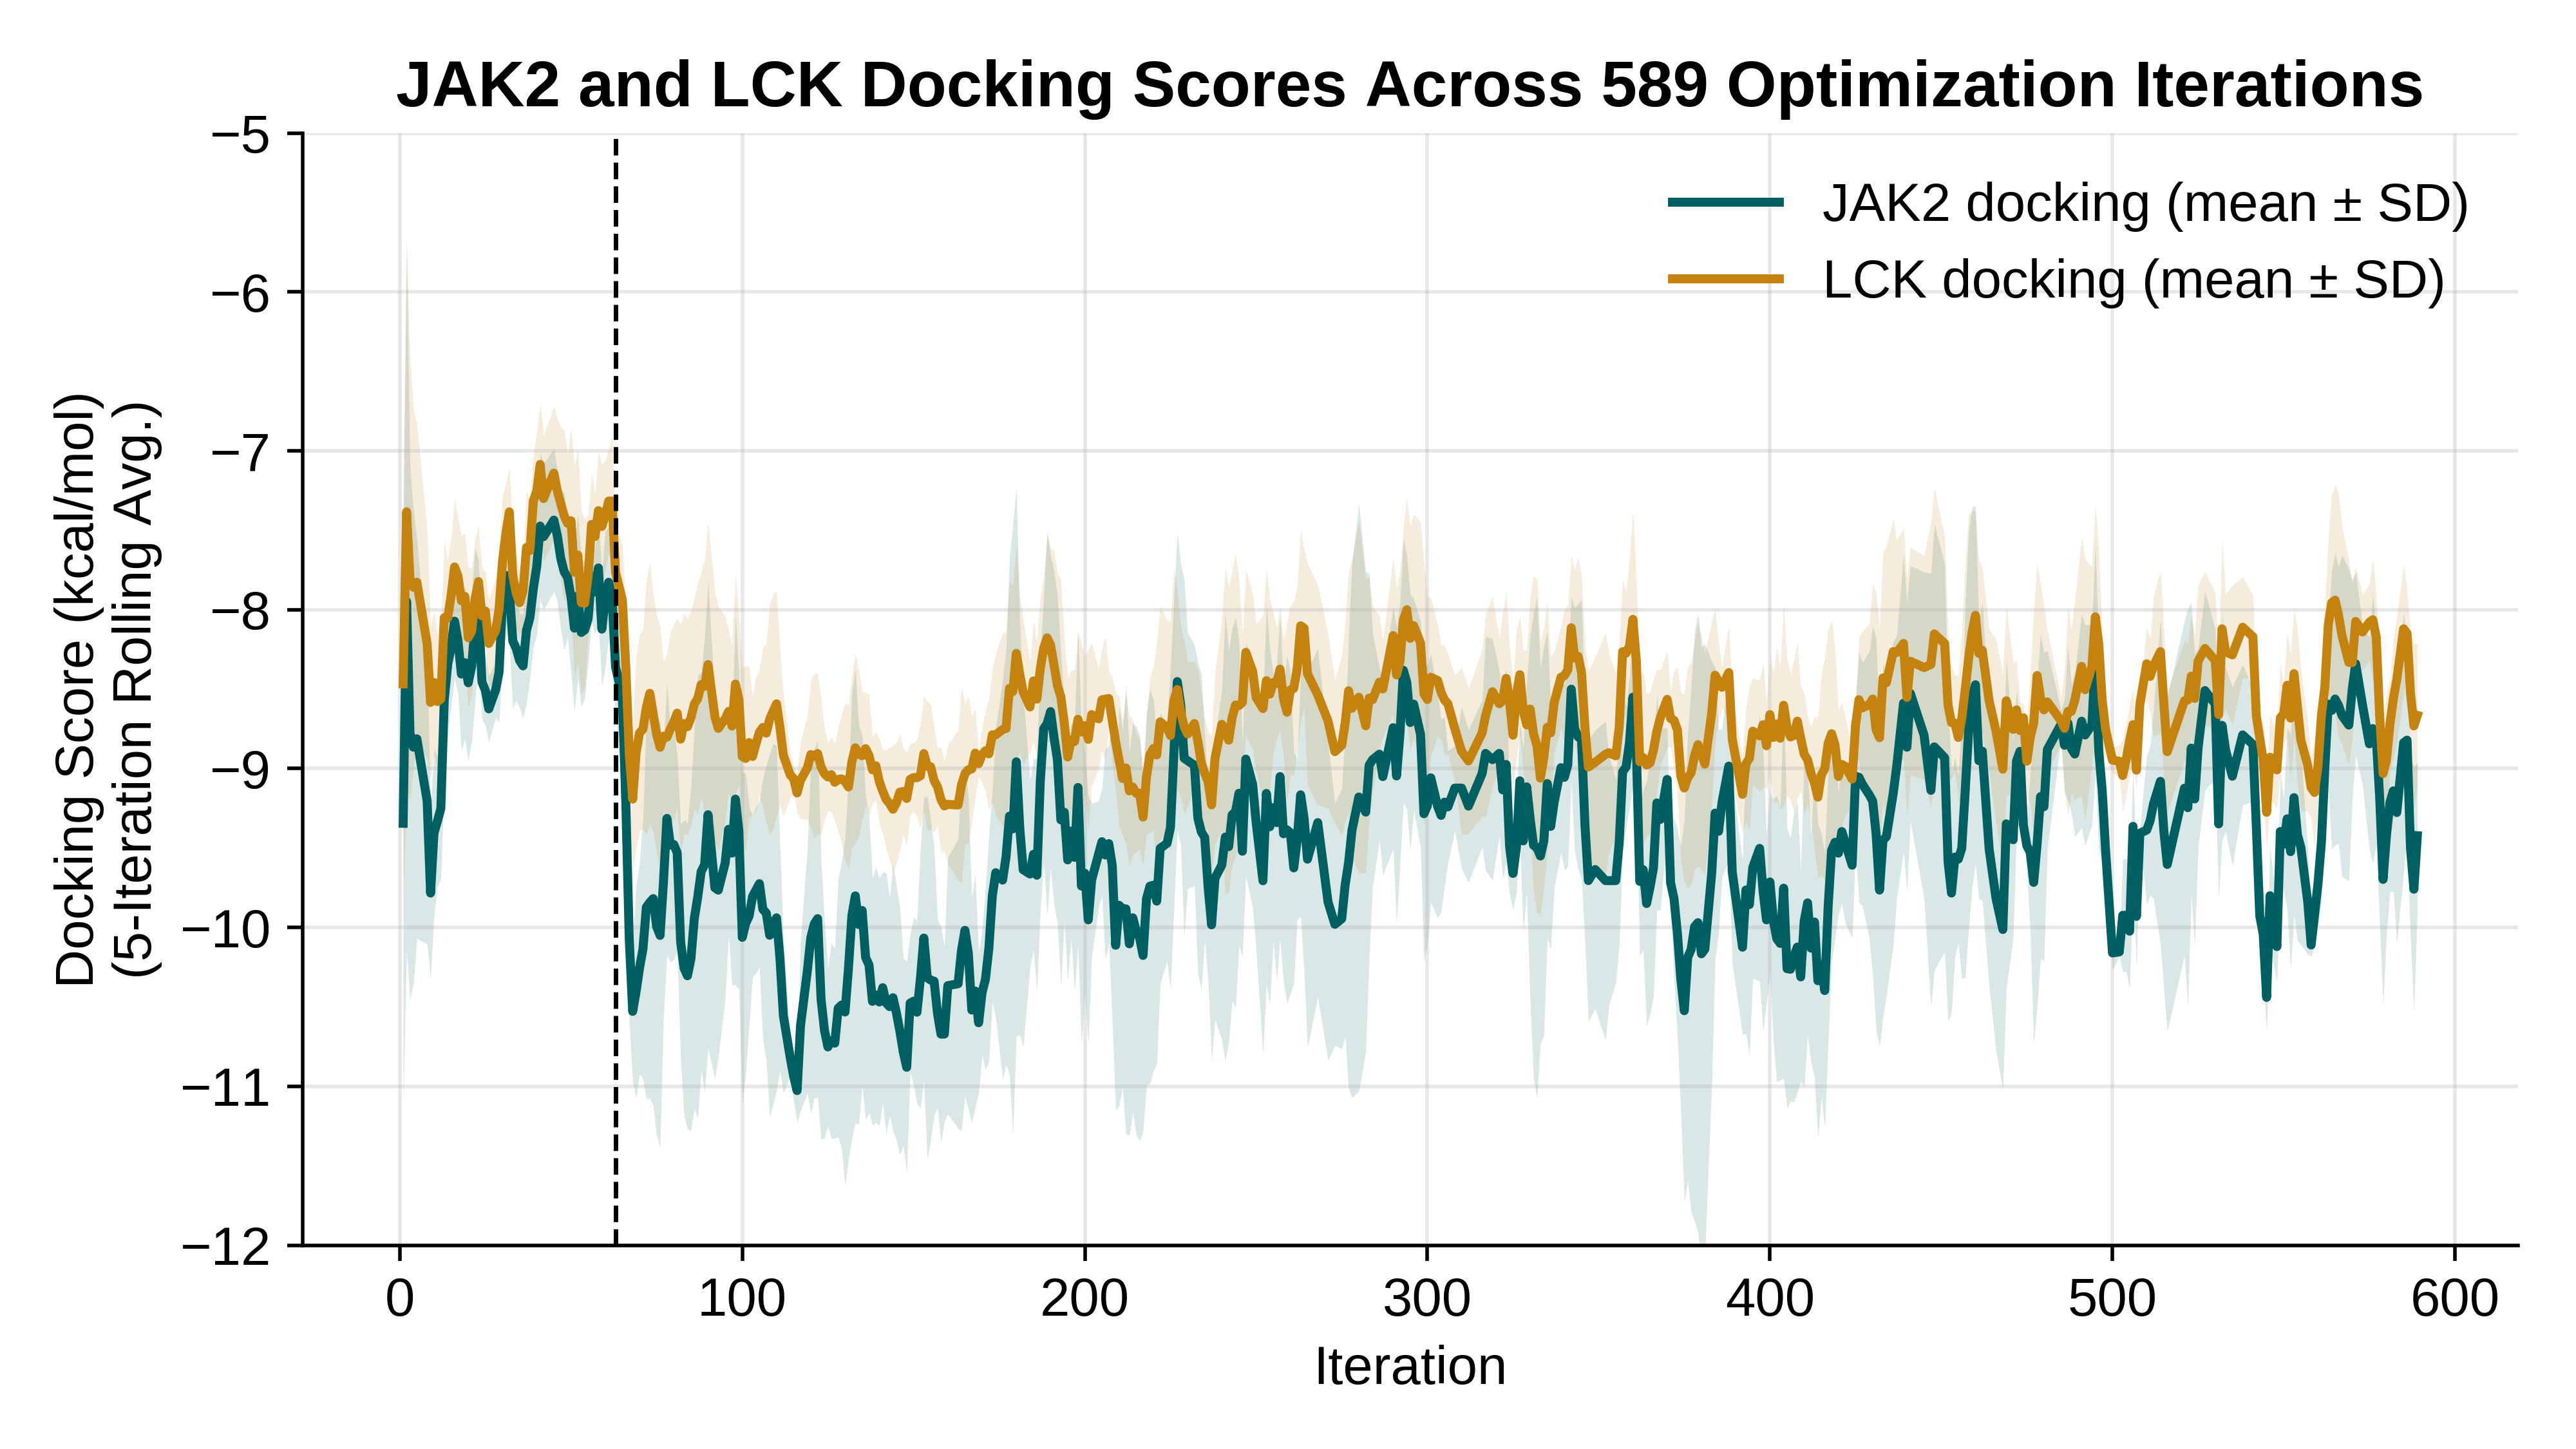 JAK2 and LCK Docking Scores Across 589 Optimization Iterations
JAK2 docking (mean ± SD)
LCK docking (mean ± SD)
Docking Score (kcal/mol)
(5-Iteration Rolling Avg.)
−5
−6
−7
−8
−9
−10
−11
−12
0 100 200 300 400 500 600
Iteration